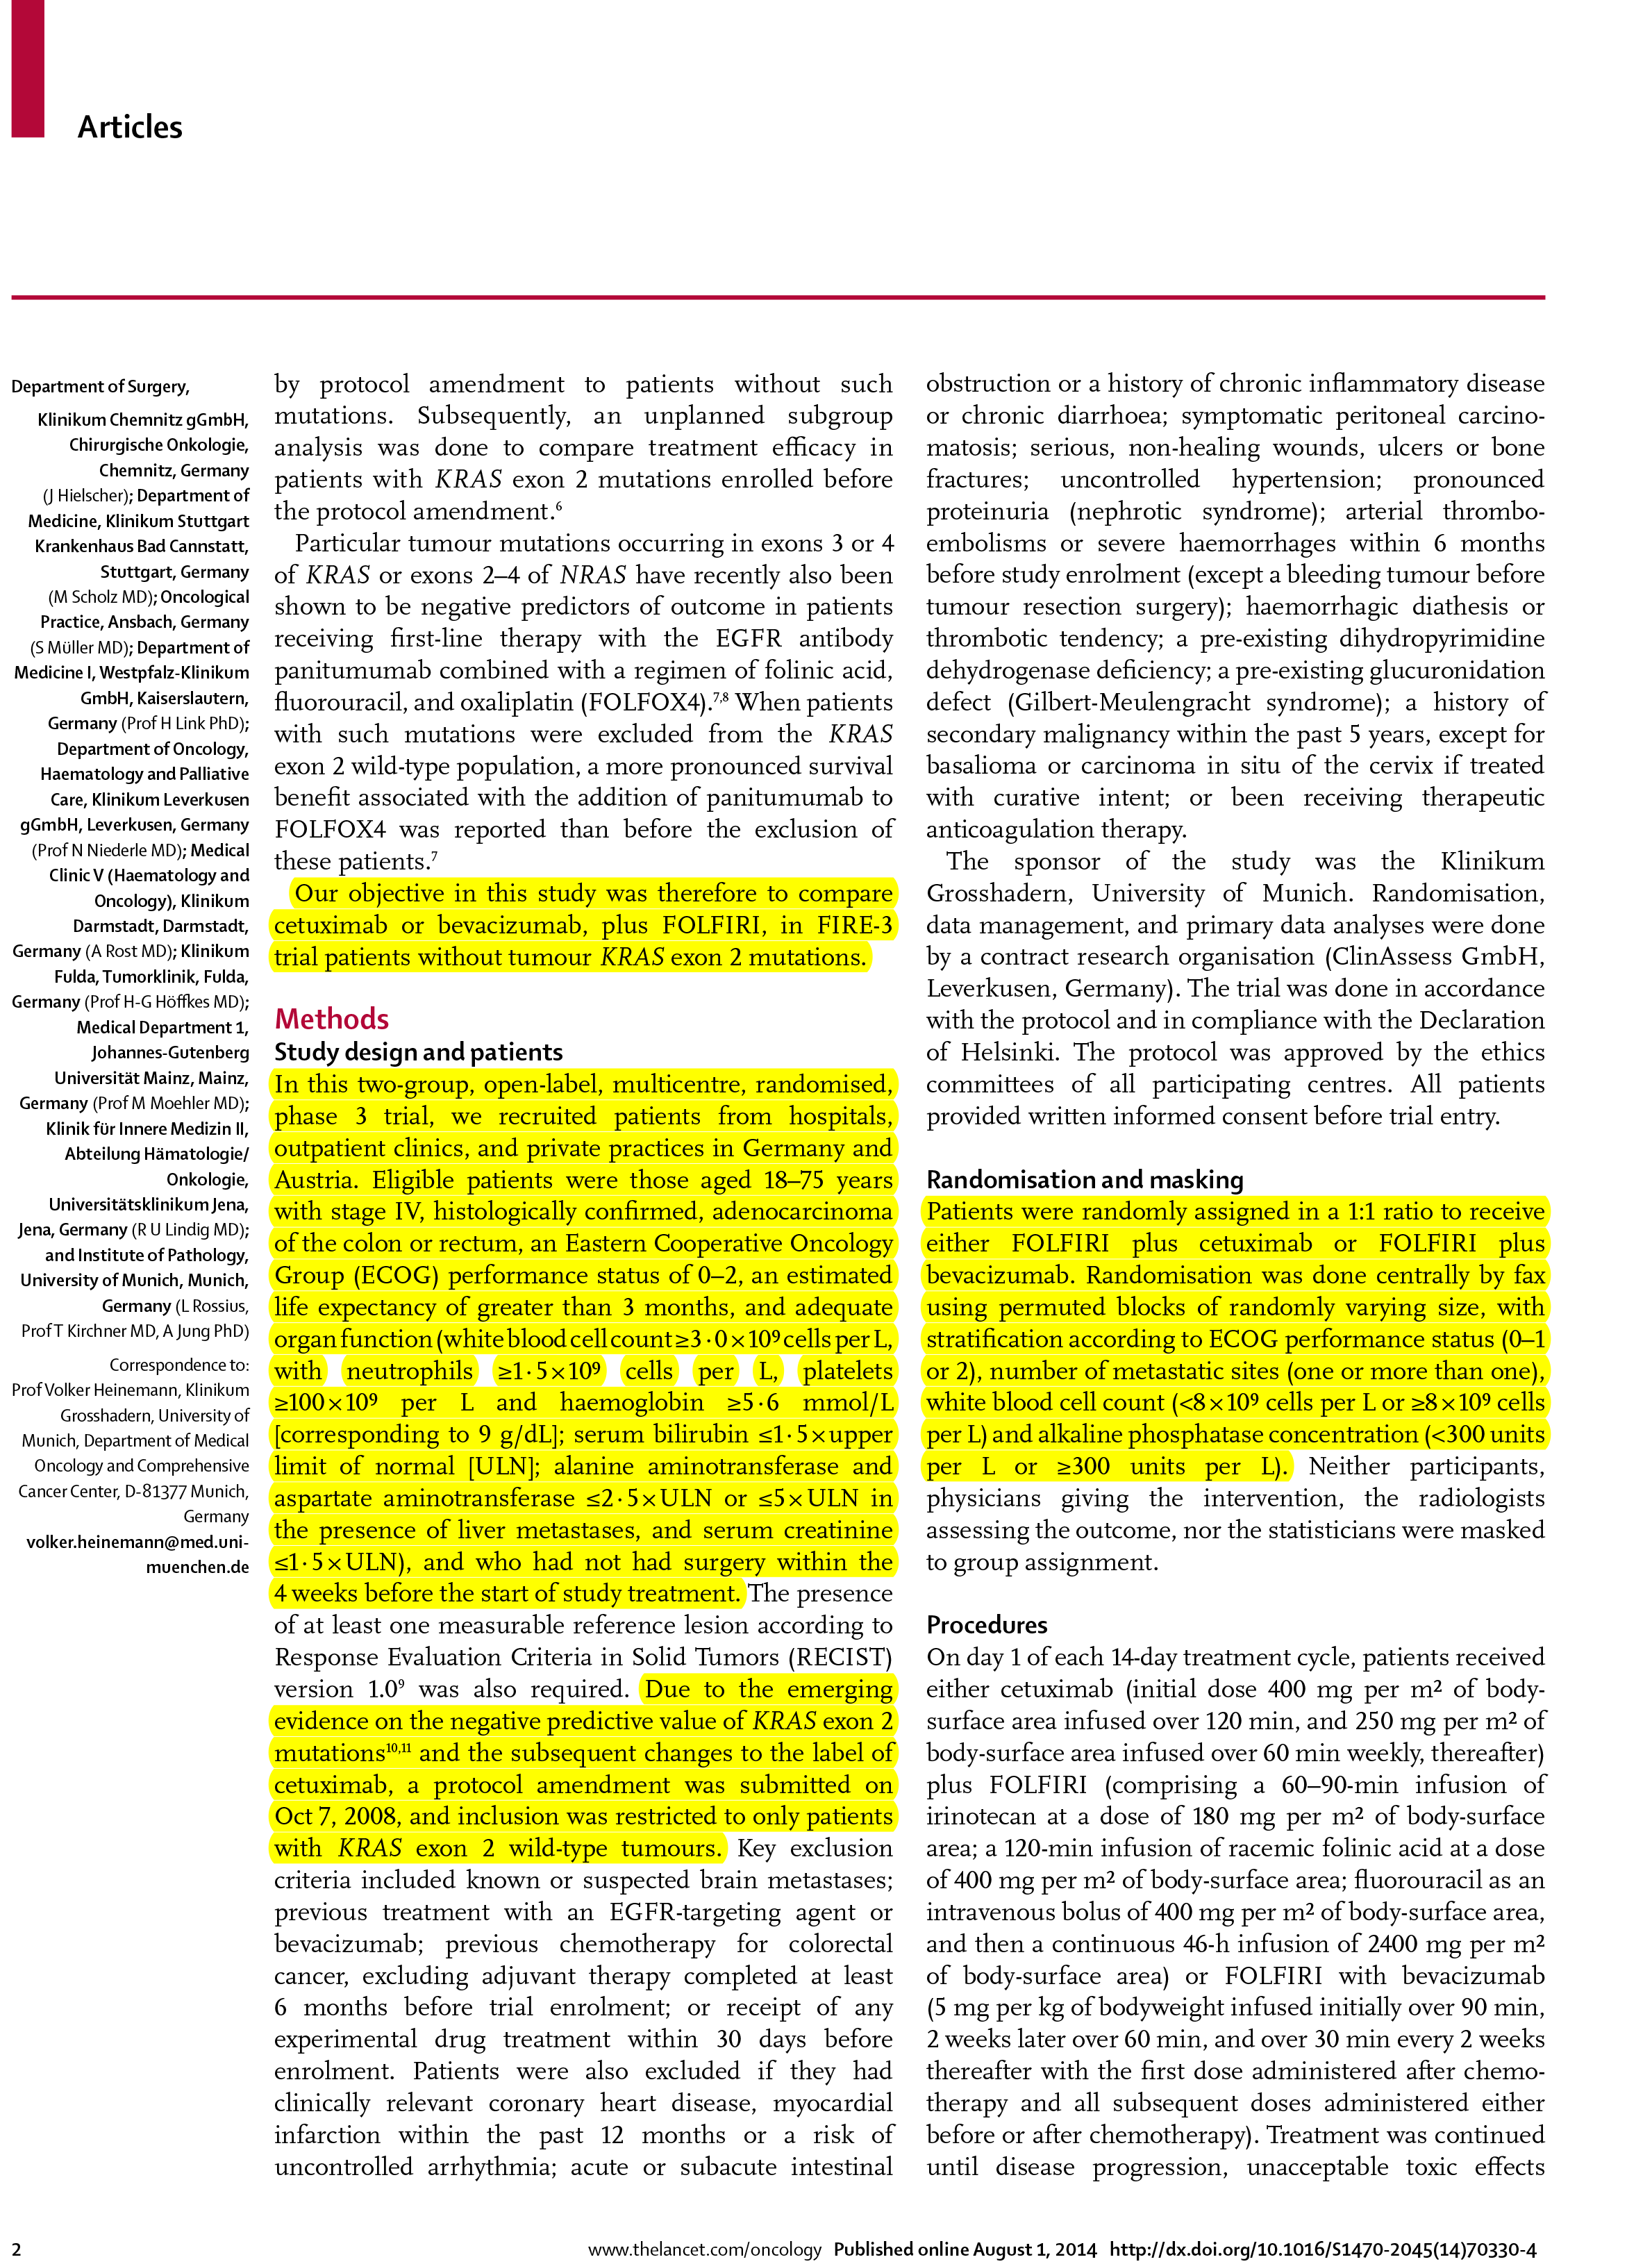 Articles
Department of Surgery,
Klinikum Chemnitz gGmbH,
Chirurgische Onkologie,
Chemnitz, Germany
(J Hielscher); Department of
Medicine, Klinikum Stuttgart
Krankenhaus Bad Cannstatt,
Stuttgart, Germany
(M Scholz MD); Oncological
Practice, Ansbach, Germany
(S Müller MD); Department of
Medicine I, Westpfalz-Klinikum
GmbH, Kaiserslautern,
Germany (Prof H Link PhD);
Department of Oncology,
Haematology and Palliative
Care, Klinikum Leverkusen
gGmbH, Leverkusen, Germany
(Prof N Niederle MD); Medical
Clinic V (Haematology and
Oncology), Klinikum
Darmstadt, Darmstadt,
Germany (A Rost MD); Klinikum
Fulda, Tumorklinik, Fulda,
Germany (Prof H-G Höffkes MD);
Medical Department 1,
Johannes-Gutenberg
Universität Mainz, Mainz,
Germany (Prof M Moehler MD);
Klinik für Innere Medizin II,
Abteilung Hämatologie/
Onkologie,
Universitätsklinikum Jena,
Jena, Germany (R U Lindig MD);
and Institute of Pathology,
University of Munich, Munich,
Germany (L Rossius,
Prof T Kirchner MD, A Jung PhD)
Correspondence to:
Prof Volker Heinemann, Klinikum
Grosshadern, University of
Munich, Department of Medical
Oncology and Comprehensive
Cancer Center, D-81377 Munich,
Germany
volker.heinemann@med.uni-
muenchen.de
by protocol amendment to patients without such
mutations. Subsequently, an unplanned subgroup
analysis was done to compare treatment efficacy in
patients with KRAS exon 2 mutations enrolled before
the protocol amendment.⁶
Particular tumour mutations occurring in exons 3 or 4
of KRAS or exons 2–4 of NRAS have recently also been
shown to be negative predictors of outcome in patients
receiving first-line therapy with the EGFR antibody
panitumumab combined with a regimen of folinic acid,
fluorouracil, and oxaliplatin (FOLFOX4).⁷,⁸ When patients
with such mutations were excluded from the KRAS
exon 2 wild-type population, a more pronounced survival
benefit associated with the addition of panitumumab to
FOLFOX4 was reported than before the exclusion of
these patients.⁷
Our objective in this study was therefore to compare
cetuximab or bevacizumab, plus FOLFIRI, in FIRE-3
trial patients without tumour KRAS exon 2 mutations.
Methods
Study design and patients
In this two-group, open-label, multicentre, randomised,
phase 3 trial, we recruited patients from hospitals,
outpatient clinics, and private practices in Germany and
Austria. Eligible patients were those aged 18–75 years
with stage IV, histologically confirmed, adenocarcinoma
of the colon or rectum, an Eastern Cooperative Oncology
Group (ECOG) performance status of 0–2, an estimated
life expectancy of greater than 3 months, and adequate
organ function (white blood cell count ≥3·0×10⁹ cells per L,
with neutrophils ≥1·5×10⁹ cells per L, platelets
≥100×10⁹ per L and haemoglobin ≥5·6 mmol/L
[corresponding to 9 g/dL]; serum bilirubin ≤1·5×upper
limit of normal [ULN]; alanine aminotransferase and
aspartate aminotransferase ≤2·5×ULN or ≤5×ULN in
the presence of liver metastases, and serum creatinine
≤1·5×ULN), and who had not had surgery within the
4 weeks before the start of study treatment. The presence
of at least one measurable reference lesion according to
Response Evaluation Criteria in Solid Tumors (RECIST)
version 1.0⁹ was also required. Due to the emerging
evidence on the negative predictive value of KRAS exon 2
mutations¹⁰,¹¹ and the subsequent changes to the label of
cetuximab, a protocol amendment was submitted on
Oct 7, 2008, and inclusion was restricted to only patients
with KRAS exon 2 wild-type tumours. Key exclusion
criteria included known or suspected brain metastases;
previous treatment with an EGFR-targeting agent or
bevacizumab; previous chemotherapy for colorectal
cancer, excluding adjuvant therapy completed at least
6 months before trial enrolment; or receipt of any
experimental drug treatment within 30 days before
enrolment. Patients were also excluded if they had
clinically relevant coronary heart disease, myocardial
infarction within the past 12 months or a risk of
uncontrolled arrhythmia; acute or subacute intestinal
obstruction or a history of chronic inflammatory disease
or chronic diarrhoea; symptomatic peritoneal carcino-
matosis; serious, non-healing wounds, ulcers or bone
fractures; uncontrolled hypertension; pronounced
proteinuria (nephrotic syndrome); arterial thrombo-
embolisms or severe haemorrhages within 6 months
before study enrolment (except a bleeding tumour before
tumour resection surgery); haemorrhagic diathesis or
thrombotic tendency; a pre-existing dihydropyrimidine
dehydrogenase deficiency; a pre-existing glucuronidation
defect (Gilbert-Meulengracht syndrome); a history of
secondary malignancy within the past 5 years, except for
basalioma or carcinoma in situ of the cervix if treated
with curative intent; or been receiving therapeutic
anticoagulation therapy.
The sponsor of the study was the Klinikum
Grosshadern, University of Munich. Randomisation,
data management, and primary data analyses were done
by a contract research organisation (ClinAssess GmbH,
Leverkusen, Germany). The trial was done in accordance
with the protocol and in compliance with the Declaration
of Helsinki. The protocol was approved by the ethics
committees of all participating centres. All patients
provided written informed consent before trial entry.
Randomisation and masking
Patients were randomly assigned in a 1:1 ratio to receive
either FOLFIRI plus cetuximab or FOLFIRI plus
bevacizumab. Randomisation was done centrally by fax
using permuted blocks of randomly varying size, with
stratification according to ECOG performance status (0–1
or 2), number of metastatic sites (one or more than one),
white blood cell count (<8×10⁹ cells per L or ≥8×10⁹ cells
per L) and alkaline phosphatase concentration (<300 units
per L or ≥300 units per L). Neither participants,
physicians giving the intervention, the radiologists
assessing the outcome, nor the statisticians were masked
to group assignment.
Procedures
On day 1 of each 14-day treatment cycle, patients received
either cetuximab (initial dose 400 mg per m² of body-
surface area infused over 120 min, and 250 mg per m² of
body-surface area infused over 60 min weekly, thereafter)
plus FOLFIRI (comprising a 60–90-min infusion of
irinotecan at a dose of 180 mg per m² of body-surface
area; a 120-min infusion of racemic folinic acid at a dose
of 400 mg per m² of body-surface area; fluorouracil as an
intravenous bolus of 400 mg per m² of body-surface area,
and then a continuous 46-h infusion of 2400 mg per m²
of body-surface area) or FOLFIRI with bevacizumab
(5 mg per kg of bodyweight infused initially over 90 min,
2 weeks later over 60 min, and over 30 min every 2 weeks
thereafter with the first dose administered after chemo-
therapy and all subsequent doses administered either
before or after chemotherapy). Treatment was continued
until disease progression, unacceptable toxic effects
2
www.thelancet.com/oncology Published online August 1, 2014 http://dx.doi.org/10.1016/S1470-2045(14)70330-4